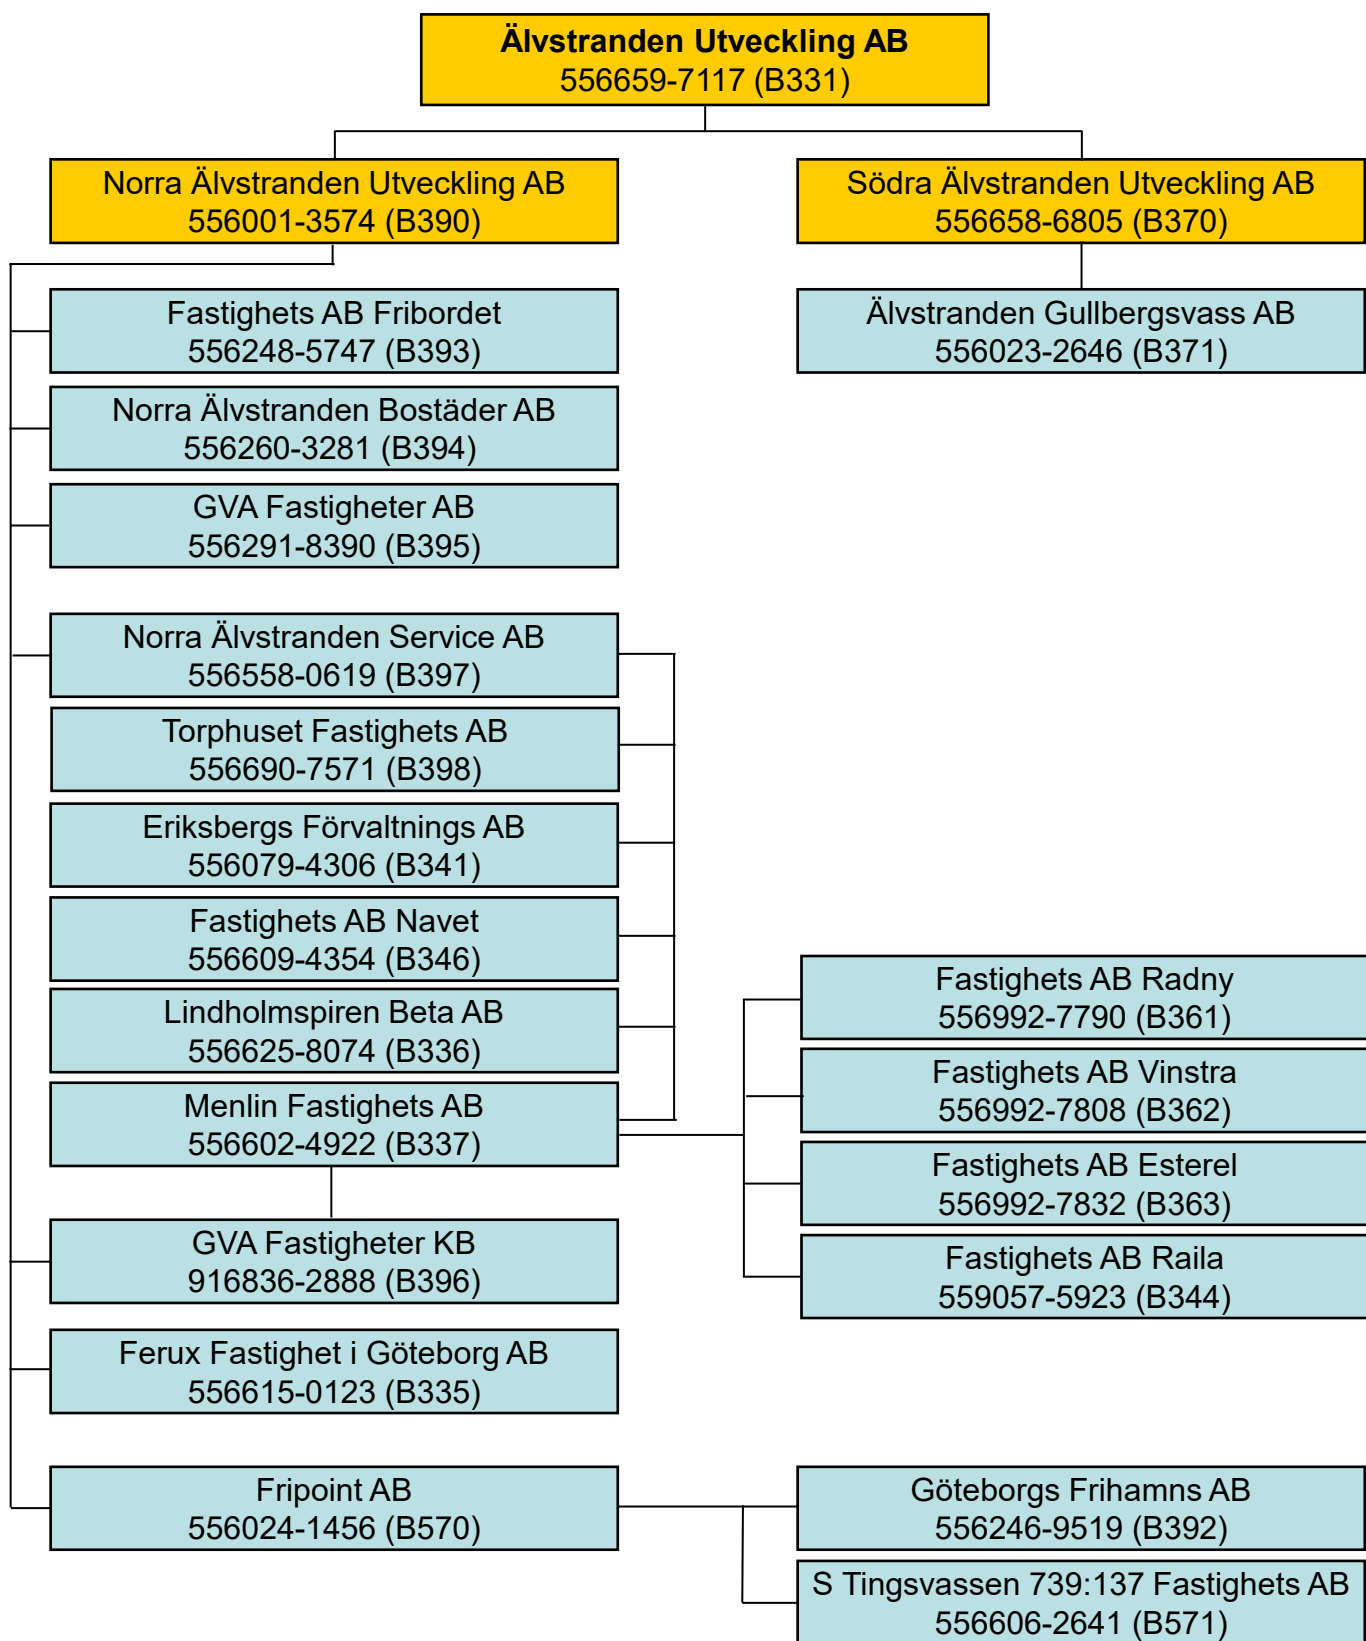 Älvstranden Utveckling AB
556659-7117 (B331)
Norra Älvstranden Utveckling AB
556001-3574 (B390)
Södra Älvstranden Utveckling AB
556658-6805 (B370)
Fastighets AB Fribordet
556248-5747 (B393)
Älvstranden Gullbergsvass AB
556023-2646 (B371)
Norra Älvstranden Bostäder AB
556260-3281 (B394)
GVA Fastigheter AB
556291-8390 (B395)
Norra Älvstranden Service AB
556558-0619 (B397)
Torphuset Fastighets AB
556690-7571 (B398)
Eriksbergs Förvaltnings AB
556079-4306 (B341)
Fastighets AB Navet
556609-4354 (B346)
Lindholmspiren Beta AB
556625-8074 (B336)
Menlin Fastighets AB
556602-4922 (B337)
Fastighets AB Radny
556992-7790 (B361)
Fastighets AB Vinstra
556992-7808 (B362)
Fastighets AB Esterel
556992-7832 (B363)
Fastighets AB Raila
559057-5923 (B344)
GVA Fastigheter KB
916836-2888 (B396)
Ferux Fastighet i Göteborg AB
556615-0123 (B335)
Fripoint AB
556024-1456 (B570)
Göteborgs Frihamns AB
556246-9519 (B392)
S Tingsvassen 739:137 Fastighets AB
556606-2641 (B571)